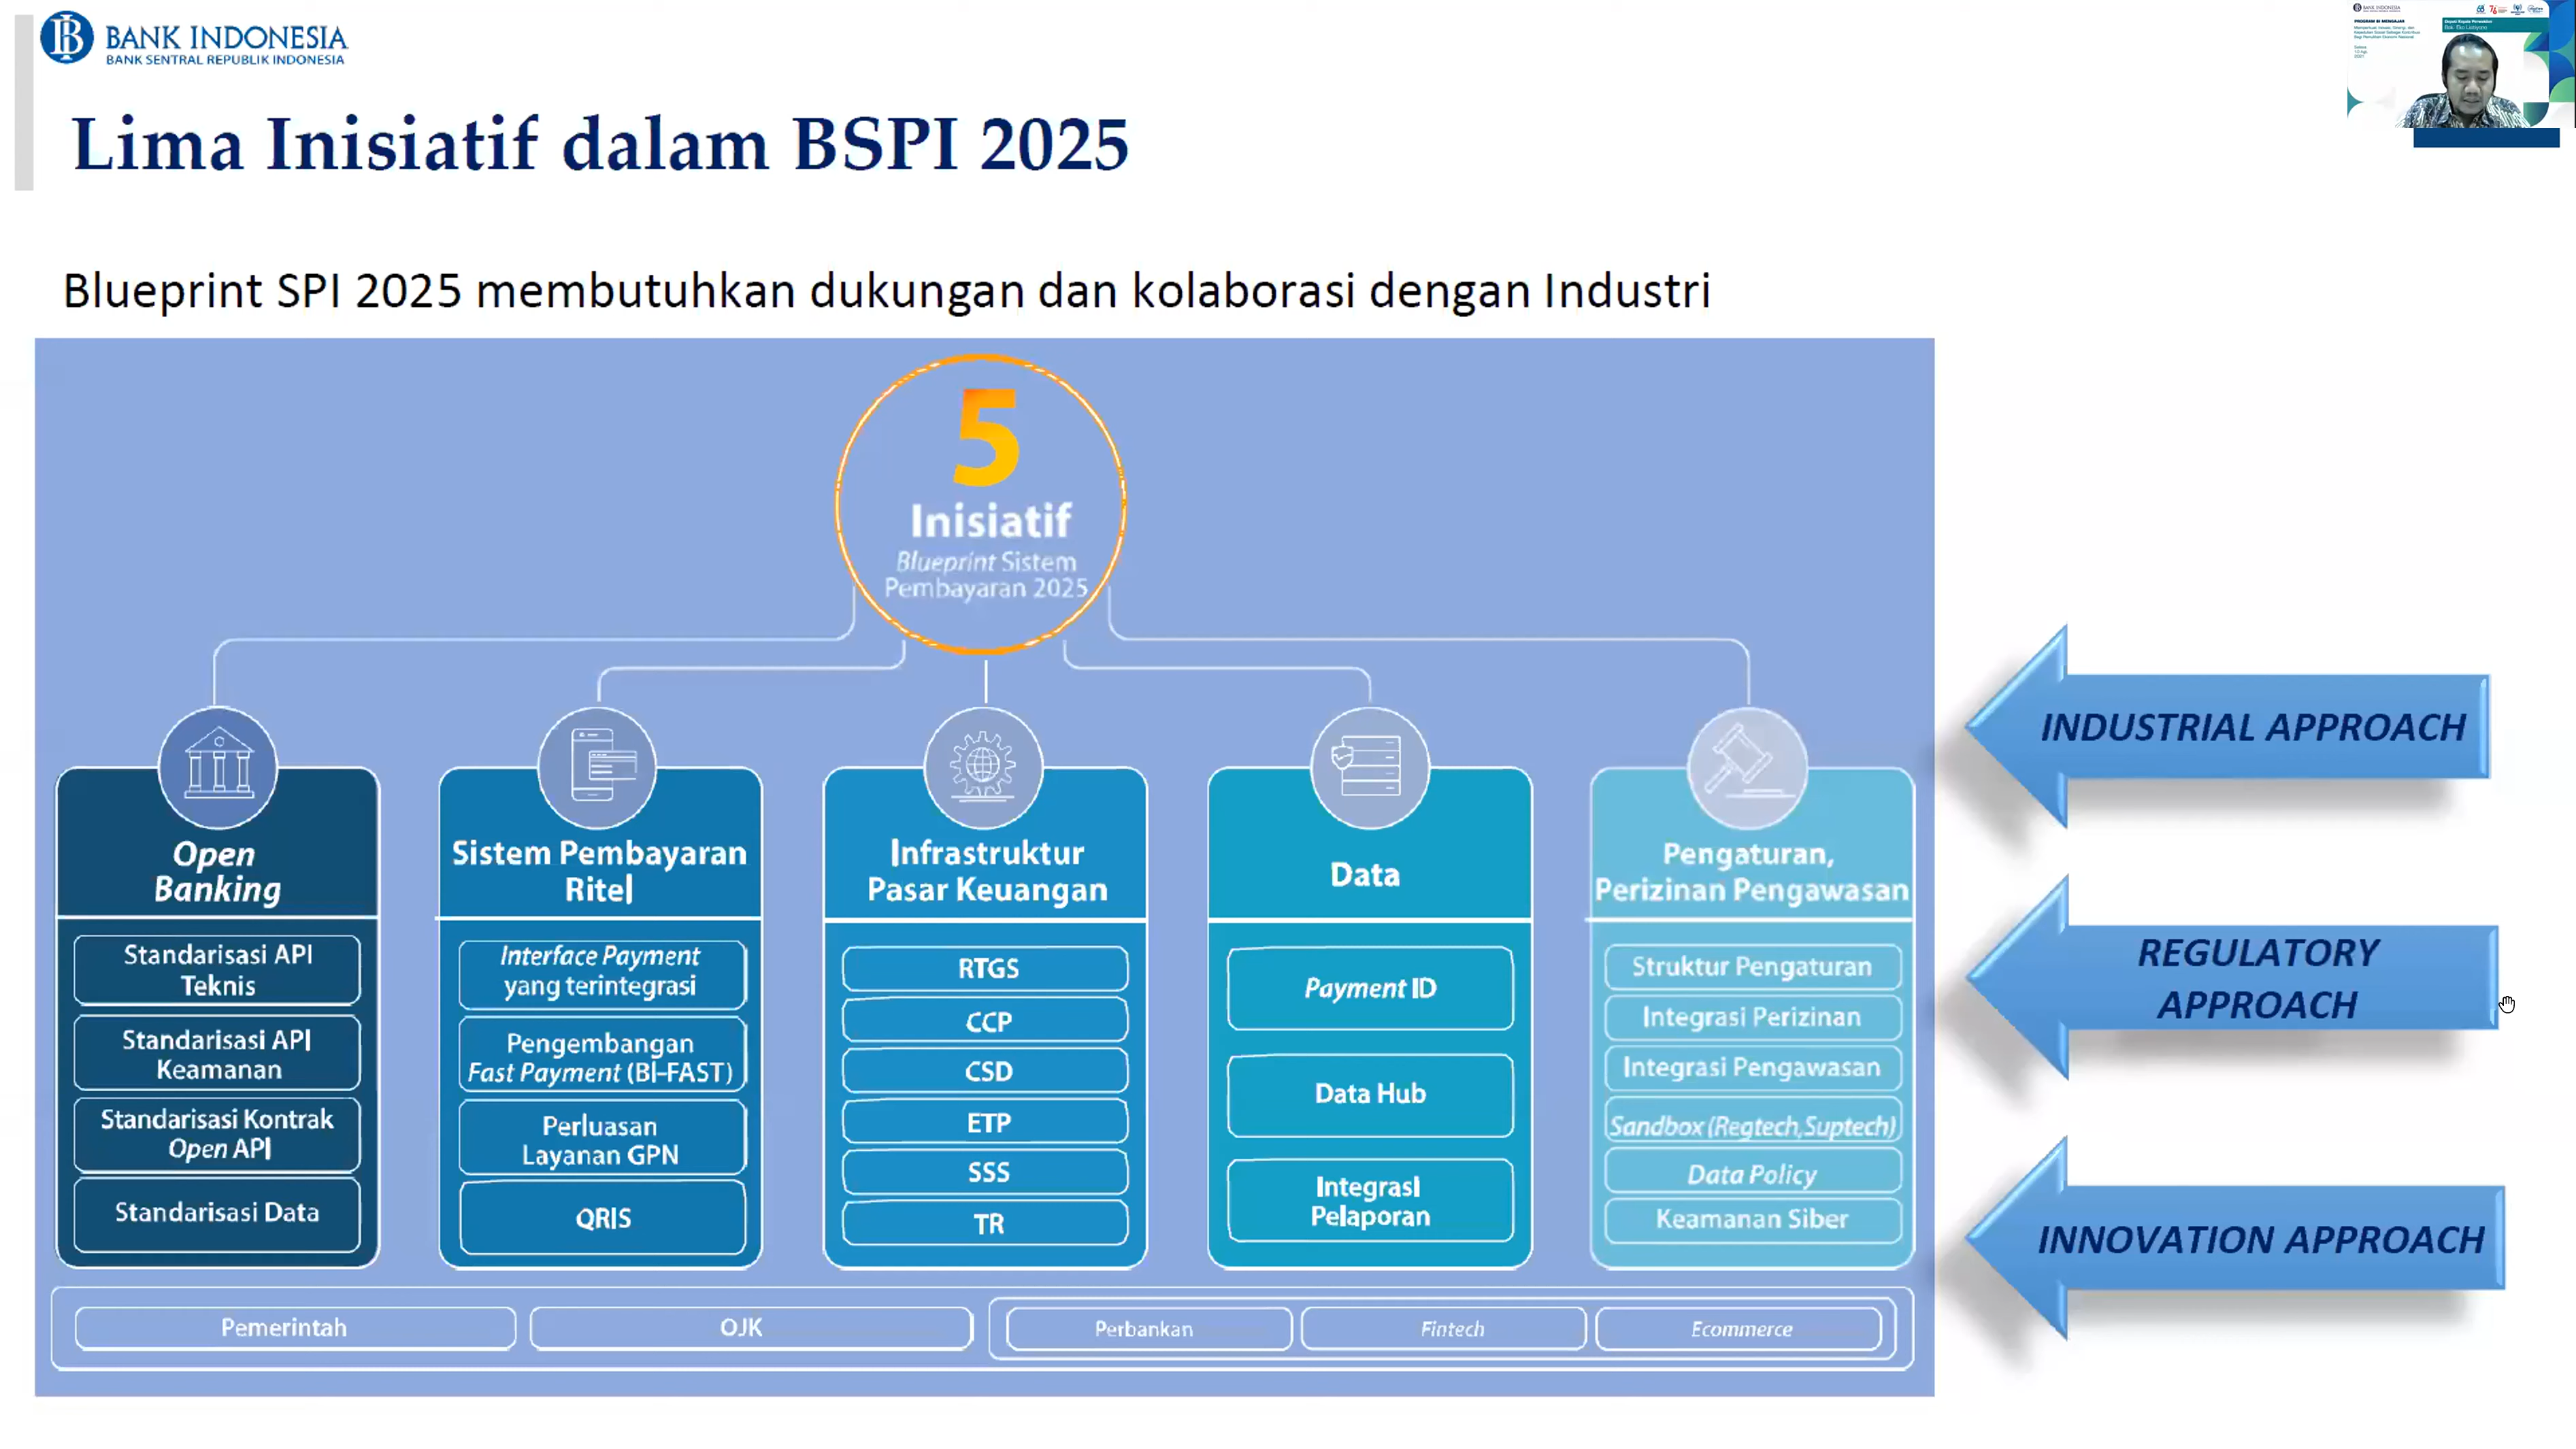 BANK INDONESIA
BANK SENTRAL REPUBLIK INDONESIA
Lima Inisiatif dalam BSPI 2025
Blueprint SPI 2025 membutuhkan dukungan dan kolaborasi dengan Industri
5
Inisiatif
Blueprint Sistem
Pembayaran 2025
Open
Banking
Standarisasi API
Teknis
Standarisasi API
Keamanan
Standarisasi Kontrak
Open API
Standarisasi Data
Sistem Pembayaran
Ritel
Interface Payment
yang terintegrasi
Pengembangan
Fast Payment (BI-FAST)
Perluasan
Layanan GPN
QRIS
Infrastruktur
Pasar Keuangan
RTGS
CCP
CSD
ETP
SSS
TR
Data
Payment ID
Data Hub
Integrasi
Pelaporan
Pengaturan,
Perizinan Pengawasan
Struktur Pengaturan
Integrasi Perizinan
Integrasi Pengawasan
Sandbox (Regtech,Suptech)
Data Policy
Keamanan Siber
Pemerintah
OJK
Perbankan
Fintech
Ecommerce
INDUSTRIAL APPROACH
REGULATORY
APPROACH
INNOVATION APPROACH
BANK INDONESIA
PROGRAM BI MENGAJAR